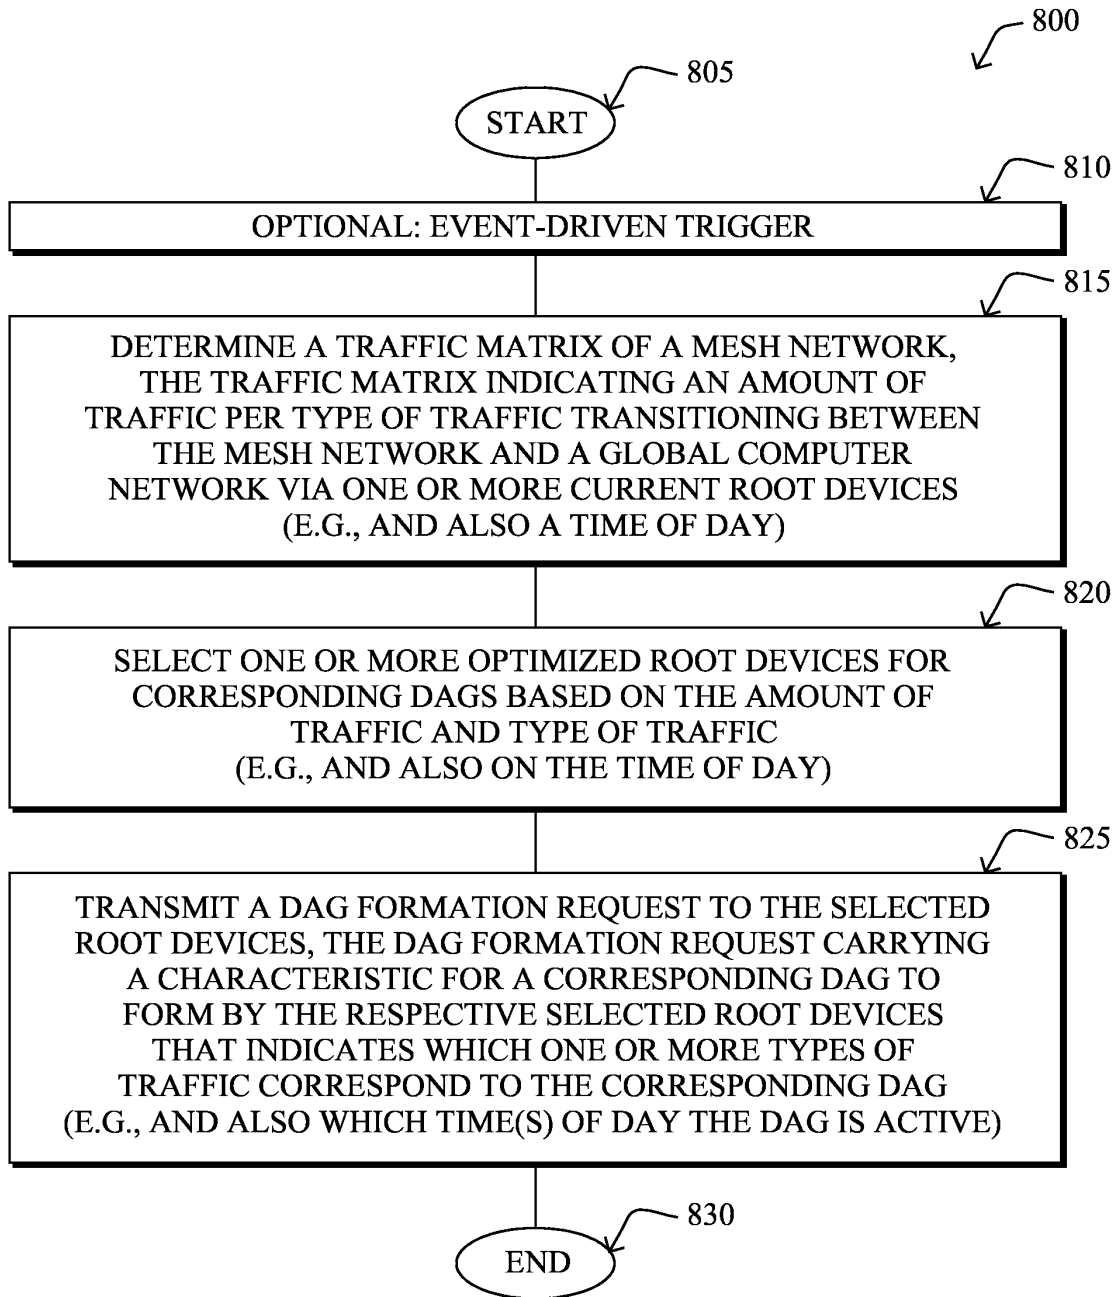 800
805
START
810
OPTIONAL: EVENT-DRIVEN TRIGGER
815
DETERMINE A TRAFFIC MATRIX OF A MESH NETWORK,
THE TRAFFIC MATRIX INDICATING AN AMOUNT OF
TRAFFIC PER TYPE OF TRAFFIC TRANSITIONING BETWEEN
THE MESH NETWORK AND A GLOBAL COMPUTER
NETWORK VIA ONE OR MORE CURRENT ROOT DEVICES
(E.G., AND ALSO A TIME OF DAY)
820
SELECT ONE OR MORE OPTIMIZED ROOT DEVICES FOR
CORRESPONDING DAGS BASED ON THE AMOUNT OF
TRAFFIC AND TYPE OF TRAFFIC
(E.G., AND ALSO ON THE TIME OF DAY)
825
TRANSMIT A DAG FORMATION REQUEST TO THE SELECTED
ROOT DEVICES, THE DAG FORMATION REQUEST CARRYING
A CHARACTERISTIC FOR A CORRESPONDING DAG TO
FORM BY THE RESPECTIVE SELECTED ROOT DEVICES
THAT INDICATES WHICH ONE OR MORE TYPES OF
TRAFFIC CORRESPOND TO THE CORRESPONDING DAG
(E.G., AND ALSO WHICH TIME(S) OF DAY THE DAG IS ACTIVE)
830
END